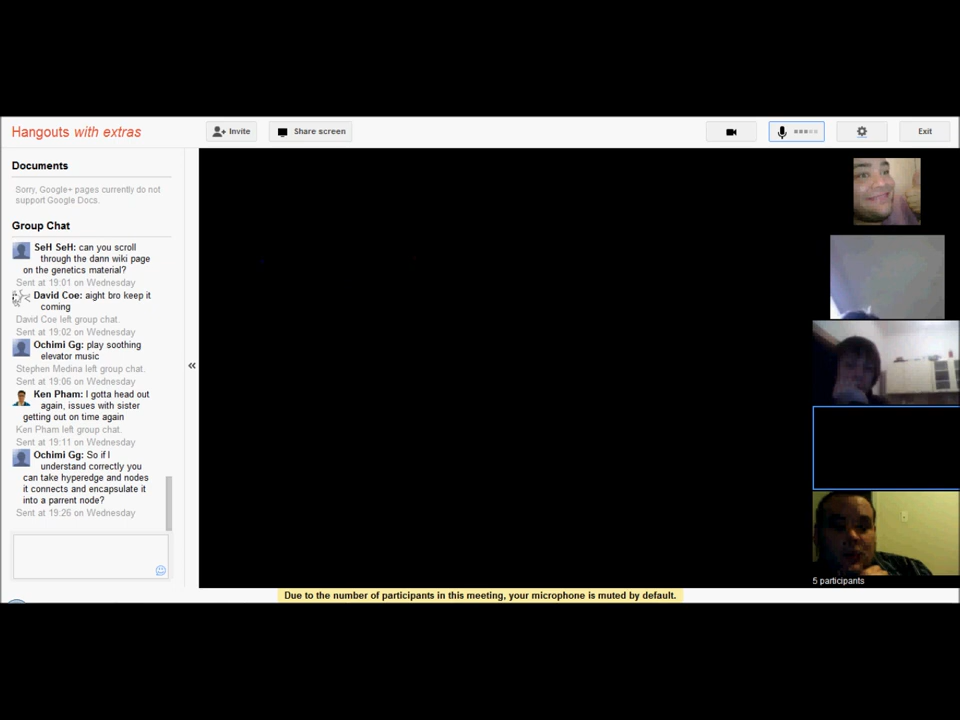 Hangouts with extras
Invite
Share screen
Exit
Documents
Sorry, Google+ pages currently do not
support Google Docs.
Group Chat
SeH SeH: can you scroll
through the dann wiki page
on the genetics material?
Sent at 19:01 on Wednesday
David Coe: aight bro keep it
coming
David Coe left group chat.
Sent at 19:02 on Wednesday
Ochimi Gg: play soothing
elevator music
Stephen Medina left group chat.
Sent at 19:06 on Wednesday
Ken Pham: I gotta head out
again, issues with sister
getting out on time again
Ken Pham left group chat.
Sent at 19:11 on Wednesday
Ochimi Gg: So if I
understand correctly you
can take hyperedge and nodes
it connects and encapsulate it
into a parrent node?
Sent at 19:26 on Wednesday
5 participants
Due to the number of participants in this meeting, your microphone is muted by default.